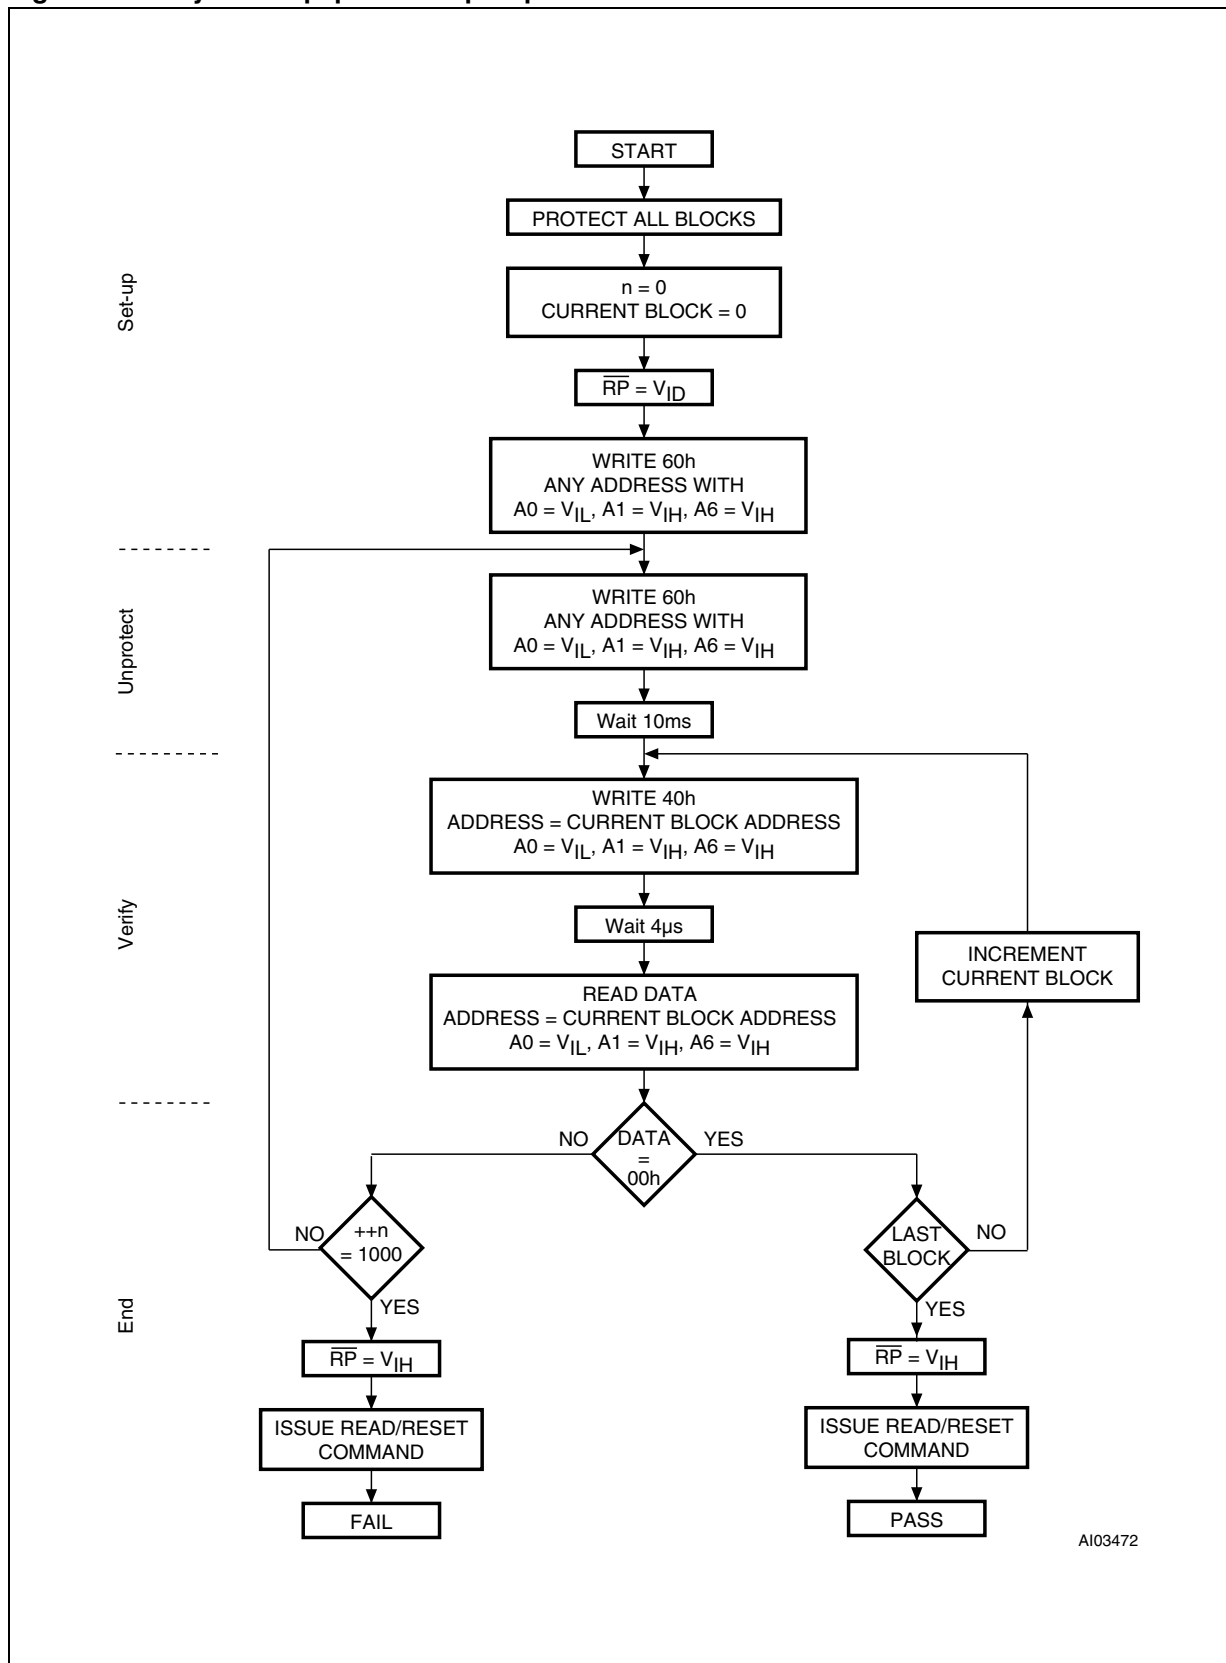 START
PROTECT ALL BLOCKS
Set-up
n = 0
CURRENT BLOCK = 0
RP = VID
WRITE 60h
ANY ADDRESS WITH
A0 = VIL, A1 = VIH, A6 = VIH
Unprotect
WRITE 60h
ANY ADDRESS WITH
A0 = VIL, A1 = VIH, A6 = VIH
Wait 10ms
Verify
WRITE 40h
ADDRESS = CURRENT BLOCK ADDRESS
A0 = VIL, A1 = VIH, A6 = VIH
Wait 4µs
INCREMENT
CURRENT BLOCK
READ DATA
ADDRESS = CURRENT BLOCK ADDRESS
A0 = VIL, A1 = VIH, A6 = VIH
End
NO
DATA
=
00h
YES
NO
++n
= 1000
YES
LAST
BLOCK
NO
YES
RP = VIH
RP = VIH
ISSUE READ/RESET
COMMAND
ISSUE READ/RESET
COMMAND
FAIL
PASS
AI03472